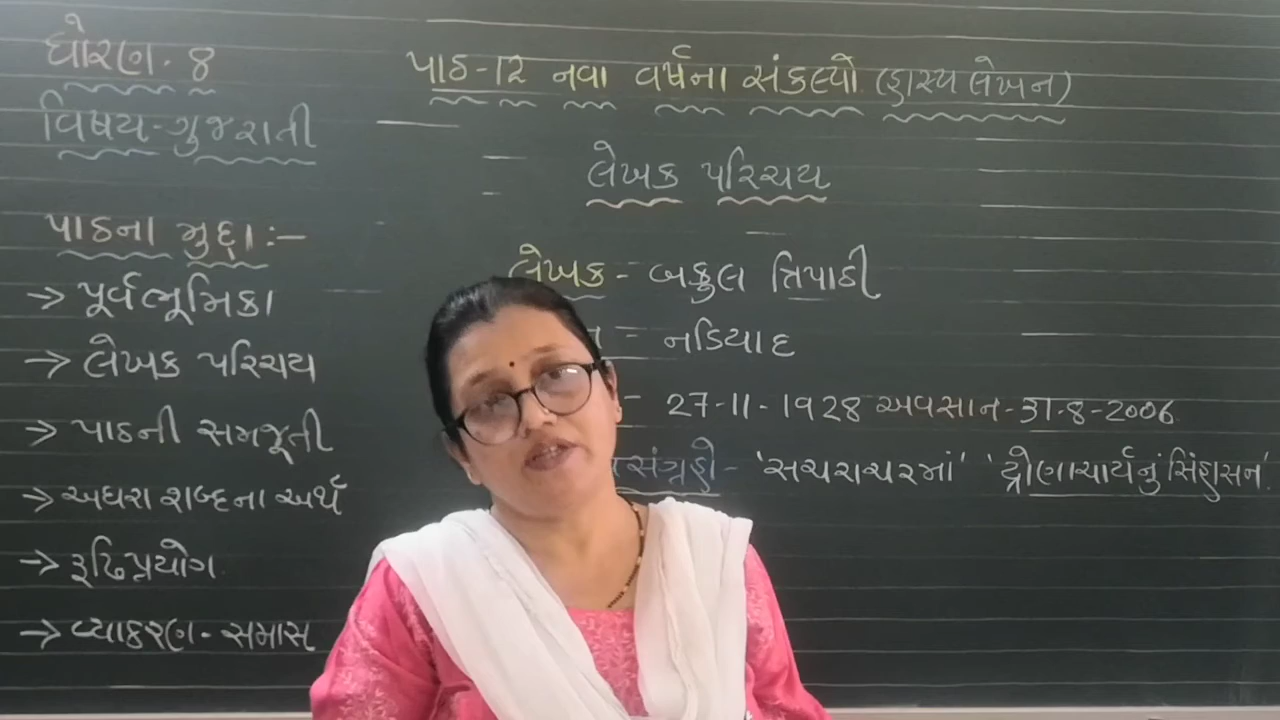 ધોરણ. ૪
વિષય-ગુજરાતી
પાઠના મુદ્દા :-
→ પૂર્વભૂમિકા
→ લેખક પરિચય
→ પાઠની સમજૂતી
→ અઘરા શબ્દના અર્થ
→ રૂઢિપ્રયોગ
→ વ્યાકરણ - સમાસ
પાઠ-12 નવા વર્ષના સંકલ્પો (હાસ્ય લેખન)
લેખક પરિચય
લેખક - બકુલ ત્રિપાઠી
- નડિયાદ
- 27-11-1928 અવસાન-31-8-2006
સંગ્રહો - 'સચરાચરમાં' 'દ્રોણાચાર્યનું સિંહાસન'.